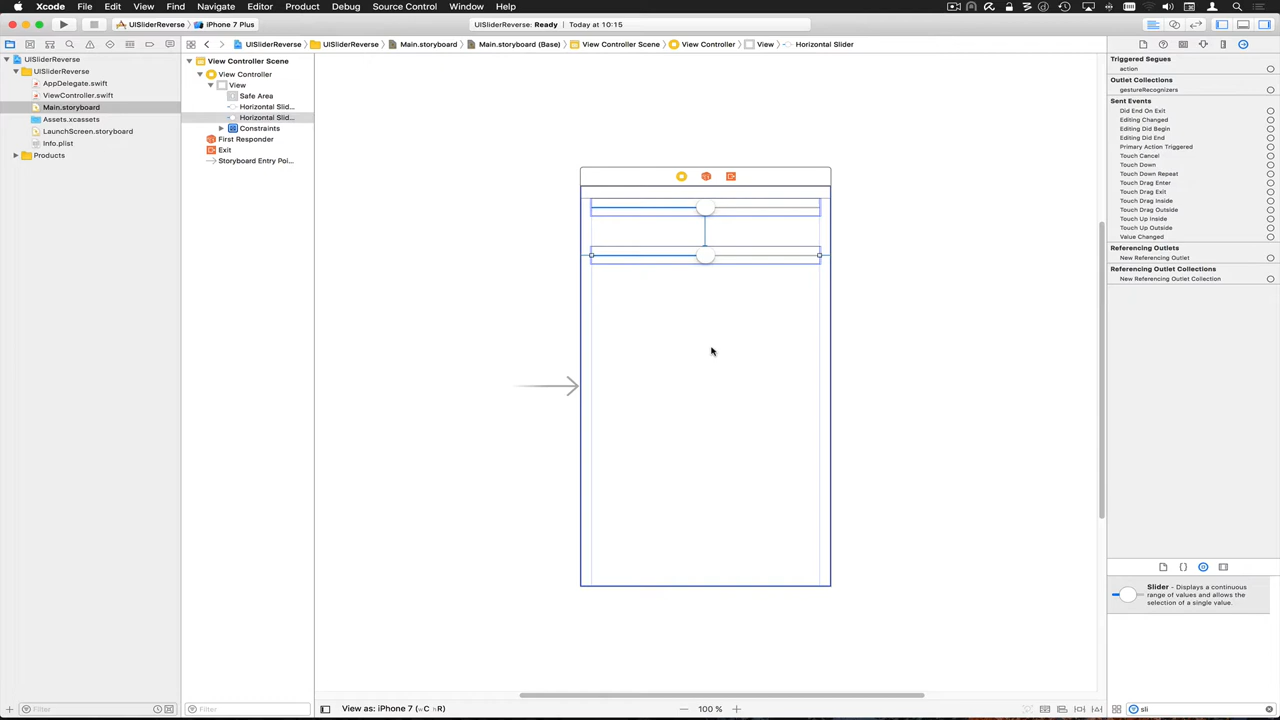 Xcode File Edit View Find Navigate Editor Product Debug Source Control Window Help
UISliderReverse iPhone 7 Plus UISliderReverse: Ready Today at 10:15
UISliderReverse UISliderReverse Main.storyboard Main.storyboard (Base) View Controller Scene View Controller View Horizontal Slider
UISliderReverse
UISliderReverse
AppDelegate.swift
ViewController.swift
Main.storyboard
Assets.xcassets
LaunchScreen.storyboard
Info.plist
Products
View Controller Scene
View Controller
View
Safe Area
Horizontal Slid...
Horizontal Slid...
Constraints
First Responder
Exit
Storyboard Entry Poi...
Triggered Segues
action
Outlet Collections
gestureRecognizers
Sent Events
Did End On Exit
Editing Changed
Editing Did Begin
Editing Did End
Primary Action Triggered
Touch Cancel
Touch Down
Touch Down Repeat
Touch Drag Enter
Touch Drag Exit
Touch Drag Inside
Touch Drag Outside
Touch Up Inside
Touch Up Outside
Value Changed
Referencing Outlets
New Referencing Outlet
Referencing Outlet Collections
New Referencing Outlet Collection
Slider - Displays a continuous
range of values and allows the
selection of a single value.
Filter
Filter
View as: iPhone 7 (wC hR)
100 %
sli